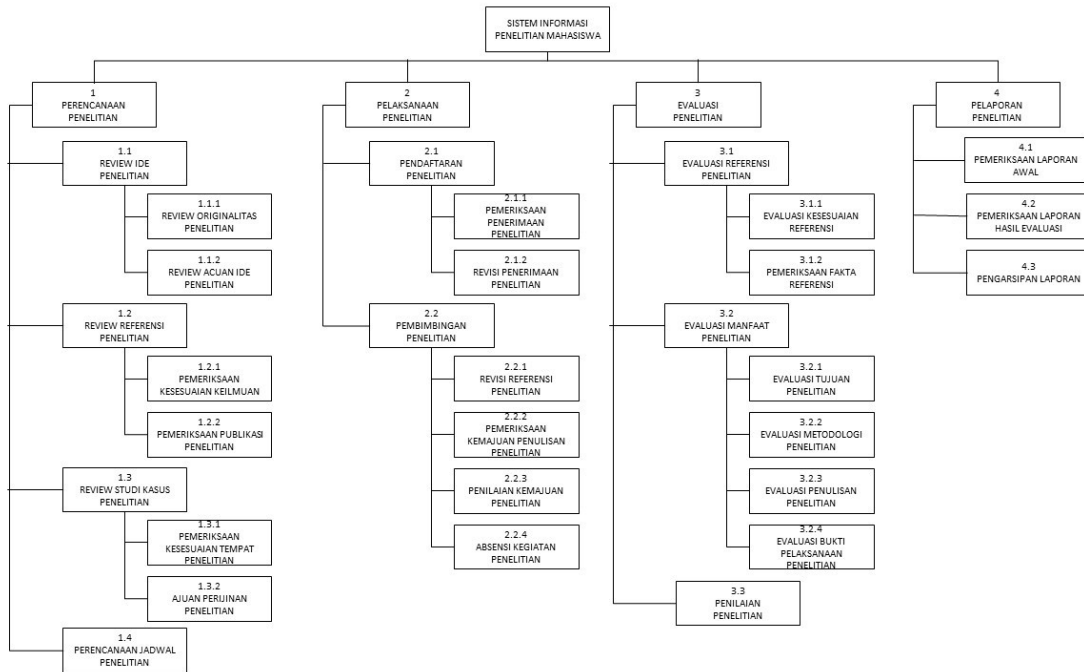 SISTEM INFORMASI
PENELITIAN MAHASISWA
1
PERENCANAAN
PENELITIAN
1.1
REVIEW IDE
PENELITIAN
1.1.1
REVIEW ORIGINALITAS
PENELITIAN
1.1.2
REVIEW ACUAN IDE
PENELITIAN
1.2
REVIEW REFERENSI
PENELITIAN
1.2.1
PEMERIKSAAN
KESESUAIAN KEILMUAN
1.2.2
PEMERIKSAAN PUBLIKASI
PENELITIAN
1.3
REVIEW STUDI KASUS
PENELITIAN
1.3.1
PEMERIKSAAN
KESESUAIAN TEMPAT
PENELITIAN
1.3.2
AJUAN PERIJINAN
PENELITIAN
1.4
PERENCANAAN JADWAL
PENELITIAN
2
PELAKSANAAN
PENELITIAN
2.1
PENDAFTARAN
PENELITIAN
2.1.1
PEMERIKSAAN
PENERIMAAN
PENELITIAN
2.1.2
REVISI PENERIMAAN
PENELITIAN
2.2
PEMBIMBINGAN
PENELITIAN
2.2.1
REVISI REFERENSI
PENELITIAN
2.2.2
PEMERIKSAAN
KEMAJUAN PENULISAN
PENELITIAN
2.2.3
PENILAIAN KEMAJUAN
PENELITIAN
2.2.4
ABSENSI KEGIATAN
PENELITIAN
3
EVALUASI
PENELITIAN
3.1
EVALUASI REFERENSI
PENELITIAN
3.1.1
EVALUASI KESESUAIAN
REFERENSI
3.1.2
PEMERIKSAAN FAKTA
REFERENSI
3.2
EVALUASI MANFAAT
PENELITIAN
3.2.1
EVALUASI TUJUAN
PENELITIAN
3.2.2
EVALUASI METODOLOGI
PENELITIAN
3.2.3
EVALUASI PENULISAN
PENELITIAN
3.2.4
EVALUASI BUKTI
PELAKSANAAN
PENELITIAN
3.3
PENILAIAN
PENELITIAN
4
PELAPORAN
PENELITIAN
4.1
PEMERIKSAAN LAPORAN
AWAL
4.2
PEMERIKSAAN LAPORAN
HASIL EVALUASI
4.3
PENGARSIPAN LAPORAN